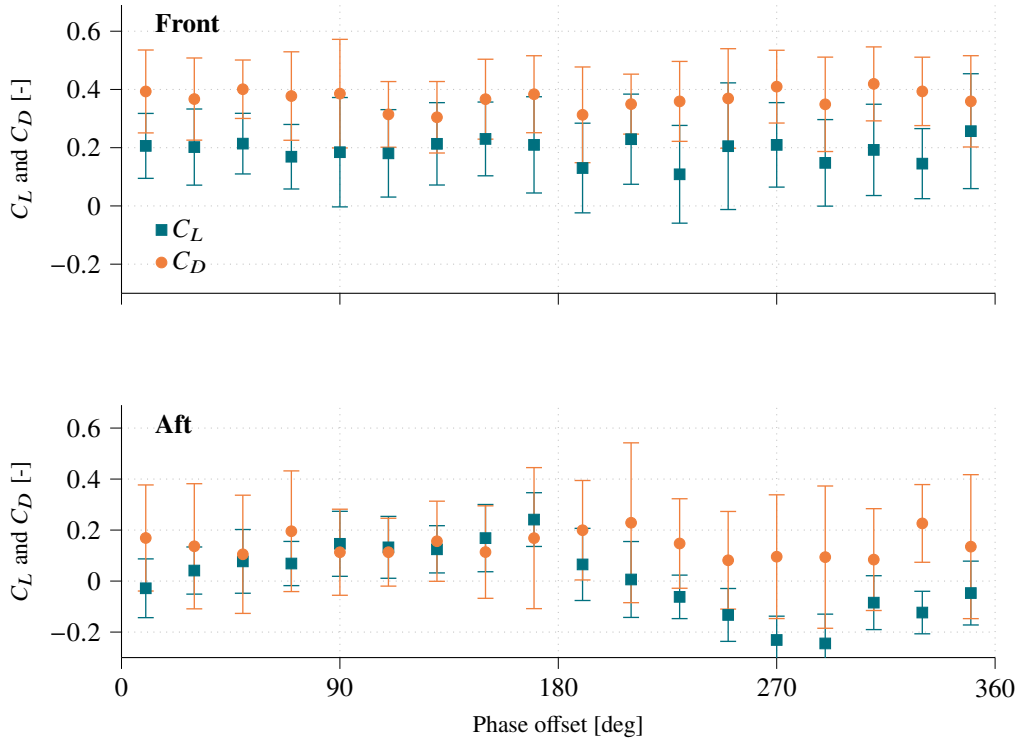 Front
0.6
0.4
0.2
0
−0.2
C_L and C_D [-]
C_L
C_D
Aft
0.6
0.4
0.2
0
−0.2
C_L and C_D [-]
0 90 180 270 360
Phase offset [deg]